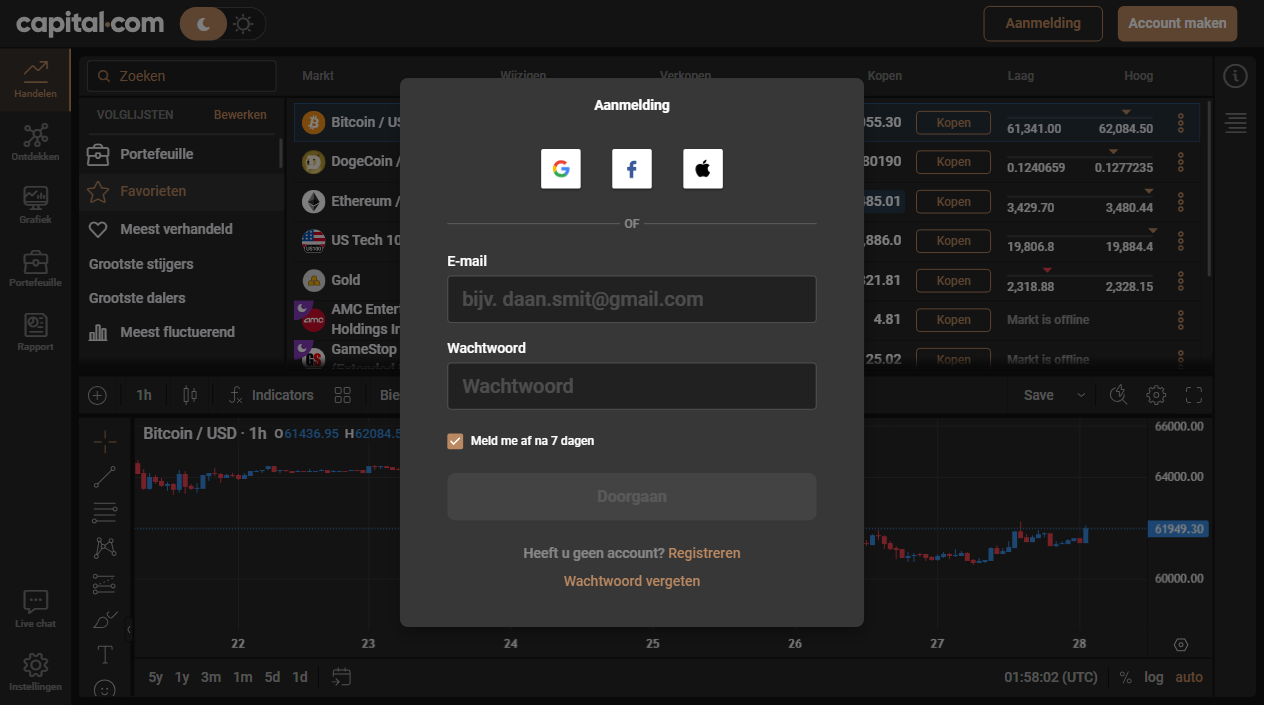 capital.com
Aanmelding
Account maken
Handelen
Ontdekken
Grafiek
Portefeuille
Rapport
Live chat
Instellingen
Zoeken
VOLGLIJSTEN Bewerken
Portefeuille
Favorieten
Meest verhandeld
Grootste stijgers
Grootste dalers
Meest fluctuerend
Markt Wijzigen Verkopen Kopen Laag Hoog
Bitcoin / US 055.30 Kopen 61,341.00 62,084.50
DogeCoin / 80190 Kopen 0.1240659 0.1277235
Ethereum / 485.01 Kopen 3,429.70 3,480.44
US Tech 10 ,886.0 Kopen 19,806.8 19,884.4
Gold 321.81 Kopen 2,318.88 2,328.15
AMC Enter
Holdings In 4.81 Kopen Markt is offline
GameStop 25.02 Kopen Markt is offline
(Extended
Aanmelding
OF
E-mail
bijv. daan.smit@gmail.com
Wachtwoord
Wachtwoord
Meld me af na 7 dagen
Doorgaan
Heeft u geen account? Registreren
Wachtwoord vergeten
1h Indicators Bie Save
Bitcoin / USD · 1h O61436.95 H62084.5
66000.00
64000.00
61949.30
60000.00
22 23 24 25 26 27 28
5y 1y 3m 1m 5d 1d 01:58:02 (UTC) % log auto